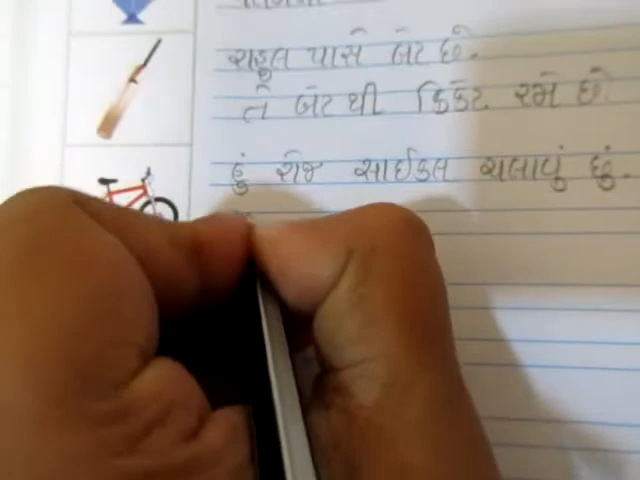 રાહુલ પાસે બેટ છે.
તે બેટ થી ક્રિકેટ રમે છે.
હું રોજ સાઈકલ ચલાવું છું.